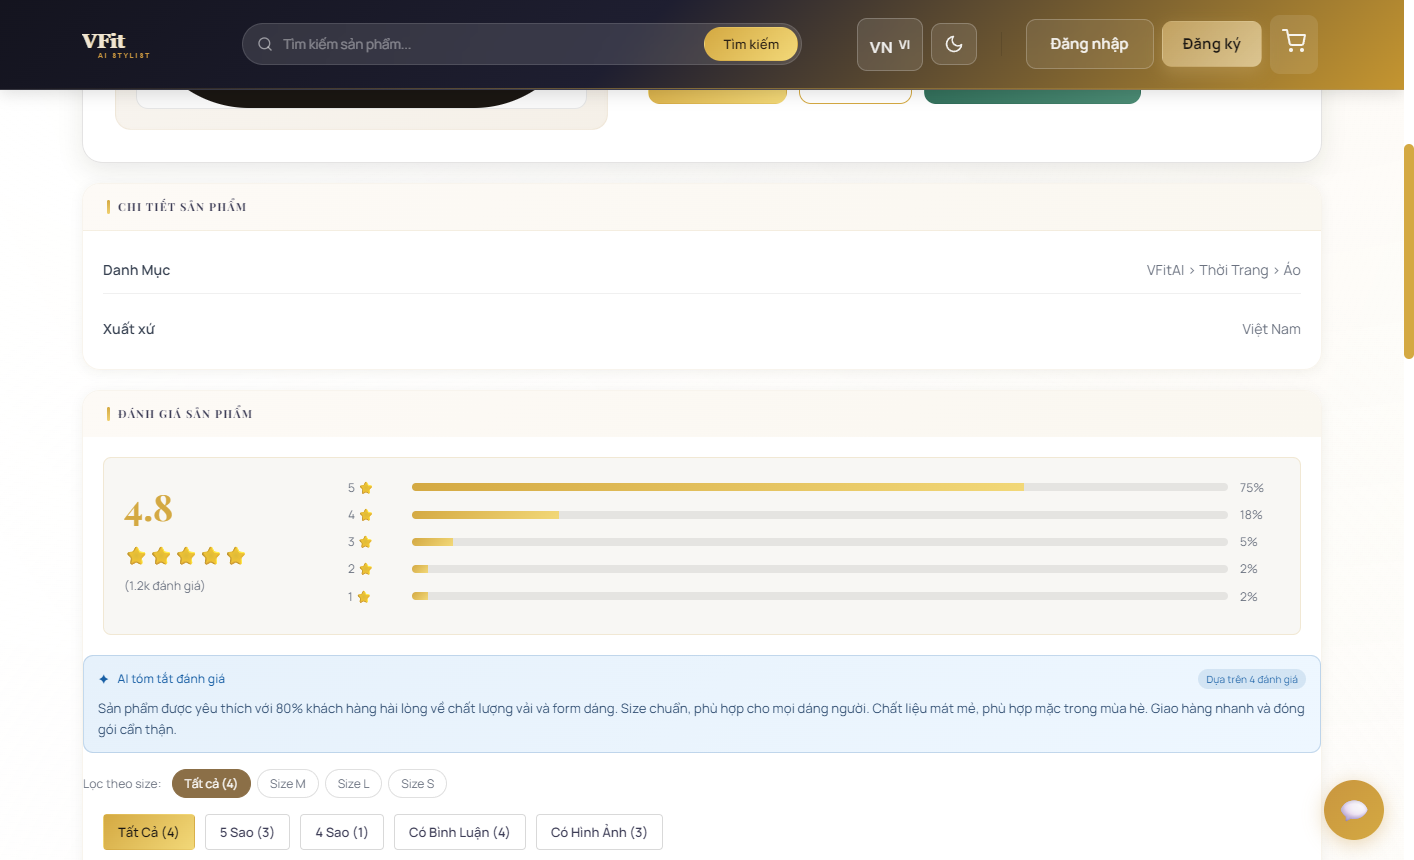 VFit
AI STYLIST
Tìm kiếm sản phẩm...
Tìm kiếm
VN VI
Đăng nhập
Đăng ký
CHI TIẾT SẢN PHẨM
Danh Mục
VFitAI > Thời Trang > Áo
Xuất xứ
Việt Nam
ĐÁNH GIÁ SẢN PHẨM
4.8
(1.2k đánh giá)
5 75%
4 18%
3 5%
2 2%
1 2%
AI tóm tắt đánh giá
Dựa trên 4 đánh giá
Sản phẩm được yêu thích với 80% khách hàng hài lòng về chất lượng vải và form dáng. Size chuẩn, phù hợp cho mọi dáng người. Chất liệu mát mẻ, phù hợp mặc trong mùa hè. Giao hàng nhanh và đóng
gói cẩn thận.
Lọc theo size: Tất cả (4) Size M Size L Size S
Tất Cả (4) 5 Sao (3) 4 Sao (1) Có Bình Luận (4) Có Hình Ảnh (3)